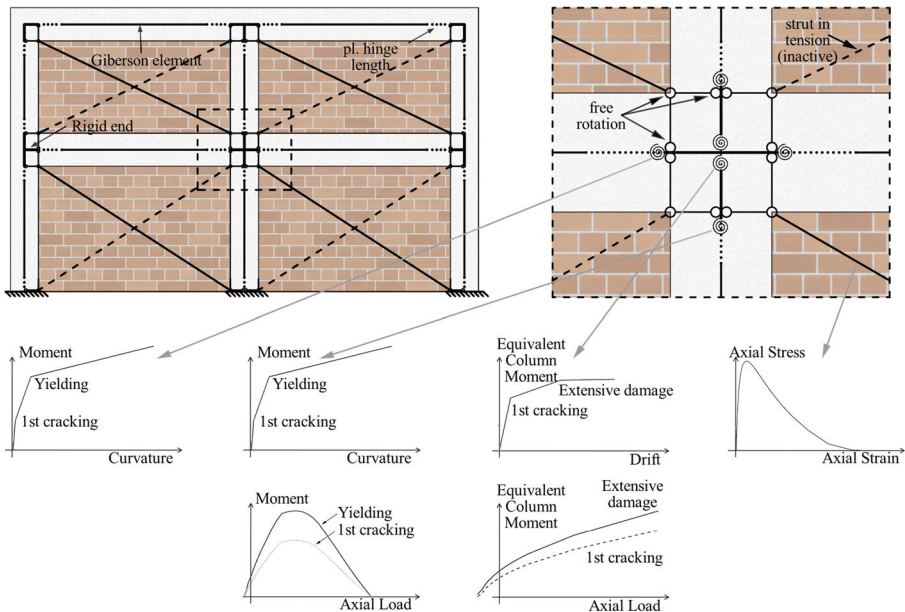 Giberson element
pl. hinge
length
Rigid end
strut in
tension
(inactive)
free
rotation
Moment
Yielding
1st cracking
Curvature
Moment
Yielding
1st cracking
Curvature
Equivalent
Column
Moment
Extensive damage
1st cracking
Drift
Axial Stress
Axial Strain
Moment
Yielding
1st cracking
Axial Load
Equivalent
Column
Moment
Extensive
damage
1st cracking
Axial Load